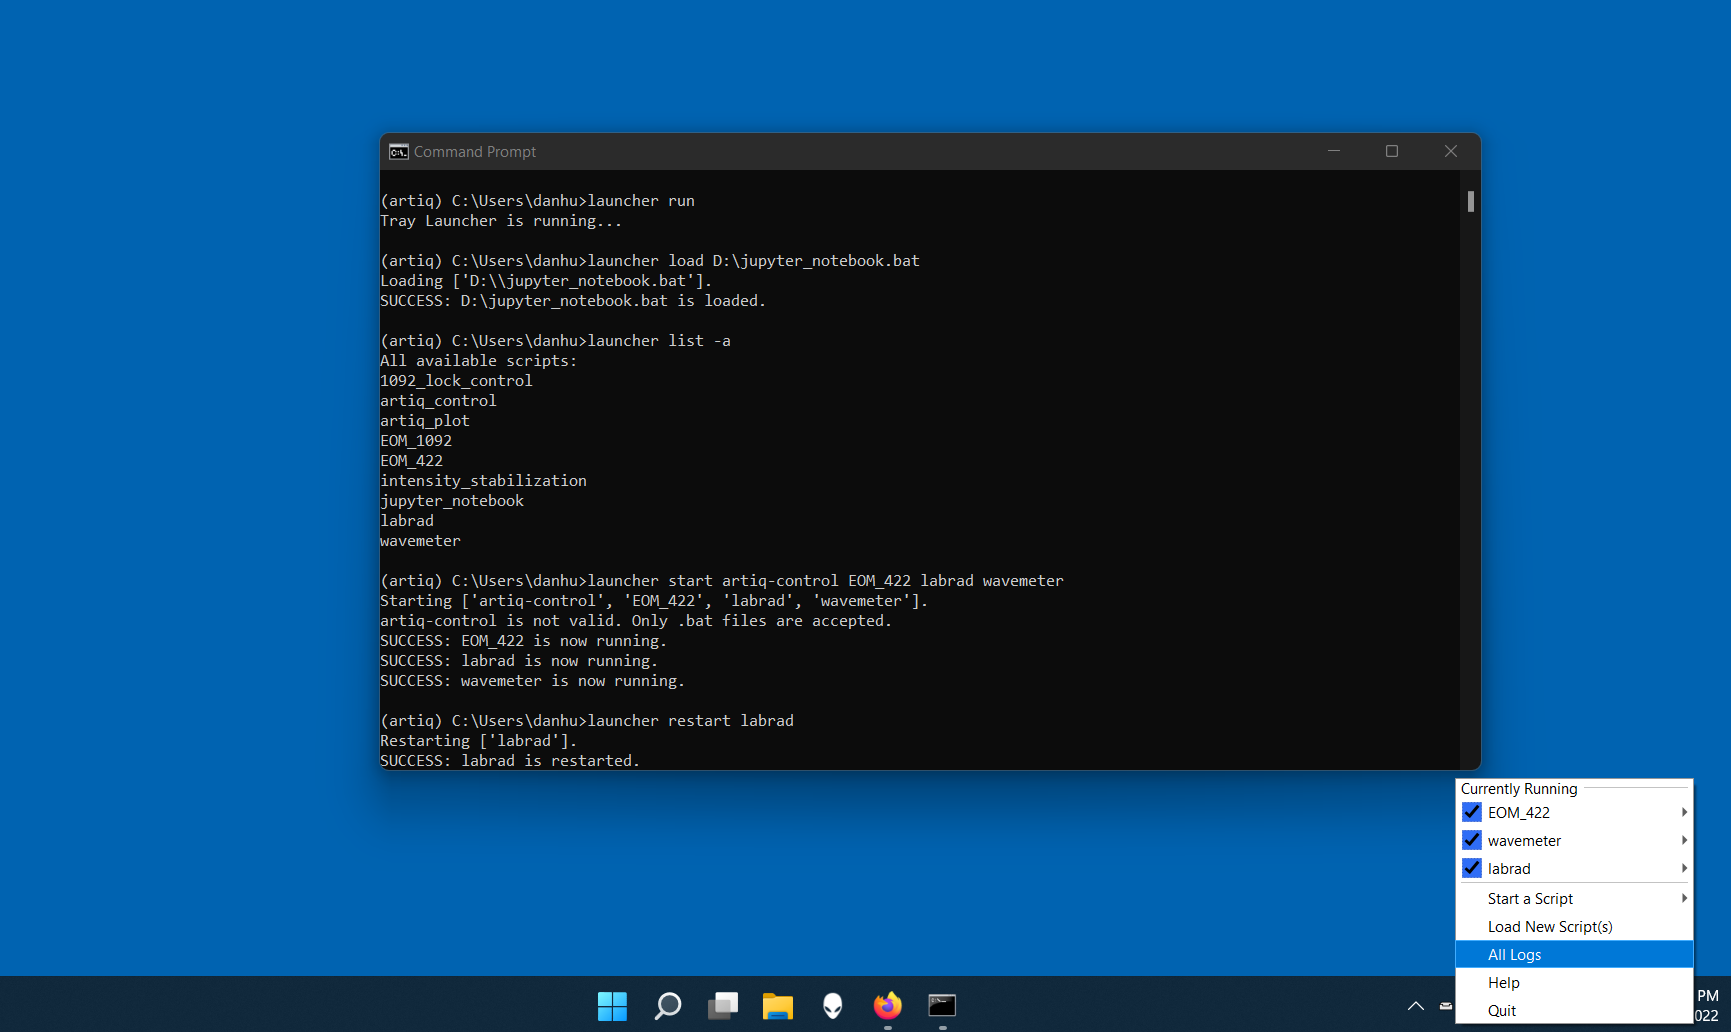 Command Prompt
(artiq) C:\Users\danhu>launcher run
Tray Launcher is running...
(artiq) C:\Users\danhu>launcher load D:\jupyter_notebook.bat
Loading ['D:\\jupyter_notebook.bat'].
SUCCESS: D:\jupyter_notebook.bat is loaded.
(artiq) C:\Users\danhu>launcher list -a
All available scripts:
1092_lock_control
artiq_control
artiq_plot
EOM_1092
EOM_422
intensity_stabilization
jupyter_notebook
labrad
wavemeter
(artiq) C:\Users\danhu>launcher start artiq-control EOM_422 labrad wavemeter
Starting ['artiq-control', 'EOM_422', 'labrad', 'wavemeter'].
artiq-control is not valid. Only .bat files are accepted.
SUCCESS: EOM_422 is now running.
SUCCESS: labrad is now running.
SUCCESS: wavemeter is now running.
(artiq) C:\Users\danhu>launcher restart labrad
Restarting ['labrad'].
SUCCESS: labrad is restarted.
Currently Running
EOM_422
wavemeter
labrad
Start a Script
Load New Script(s)
All Logs
Help
Quit
PM
022